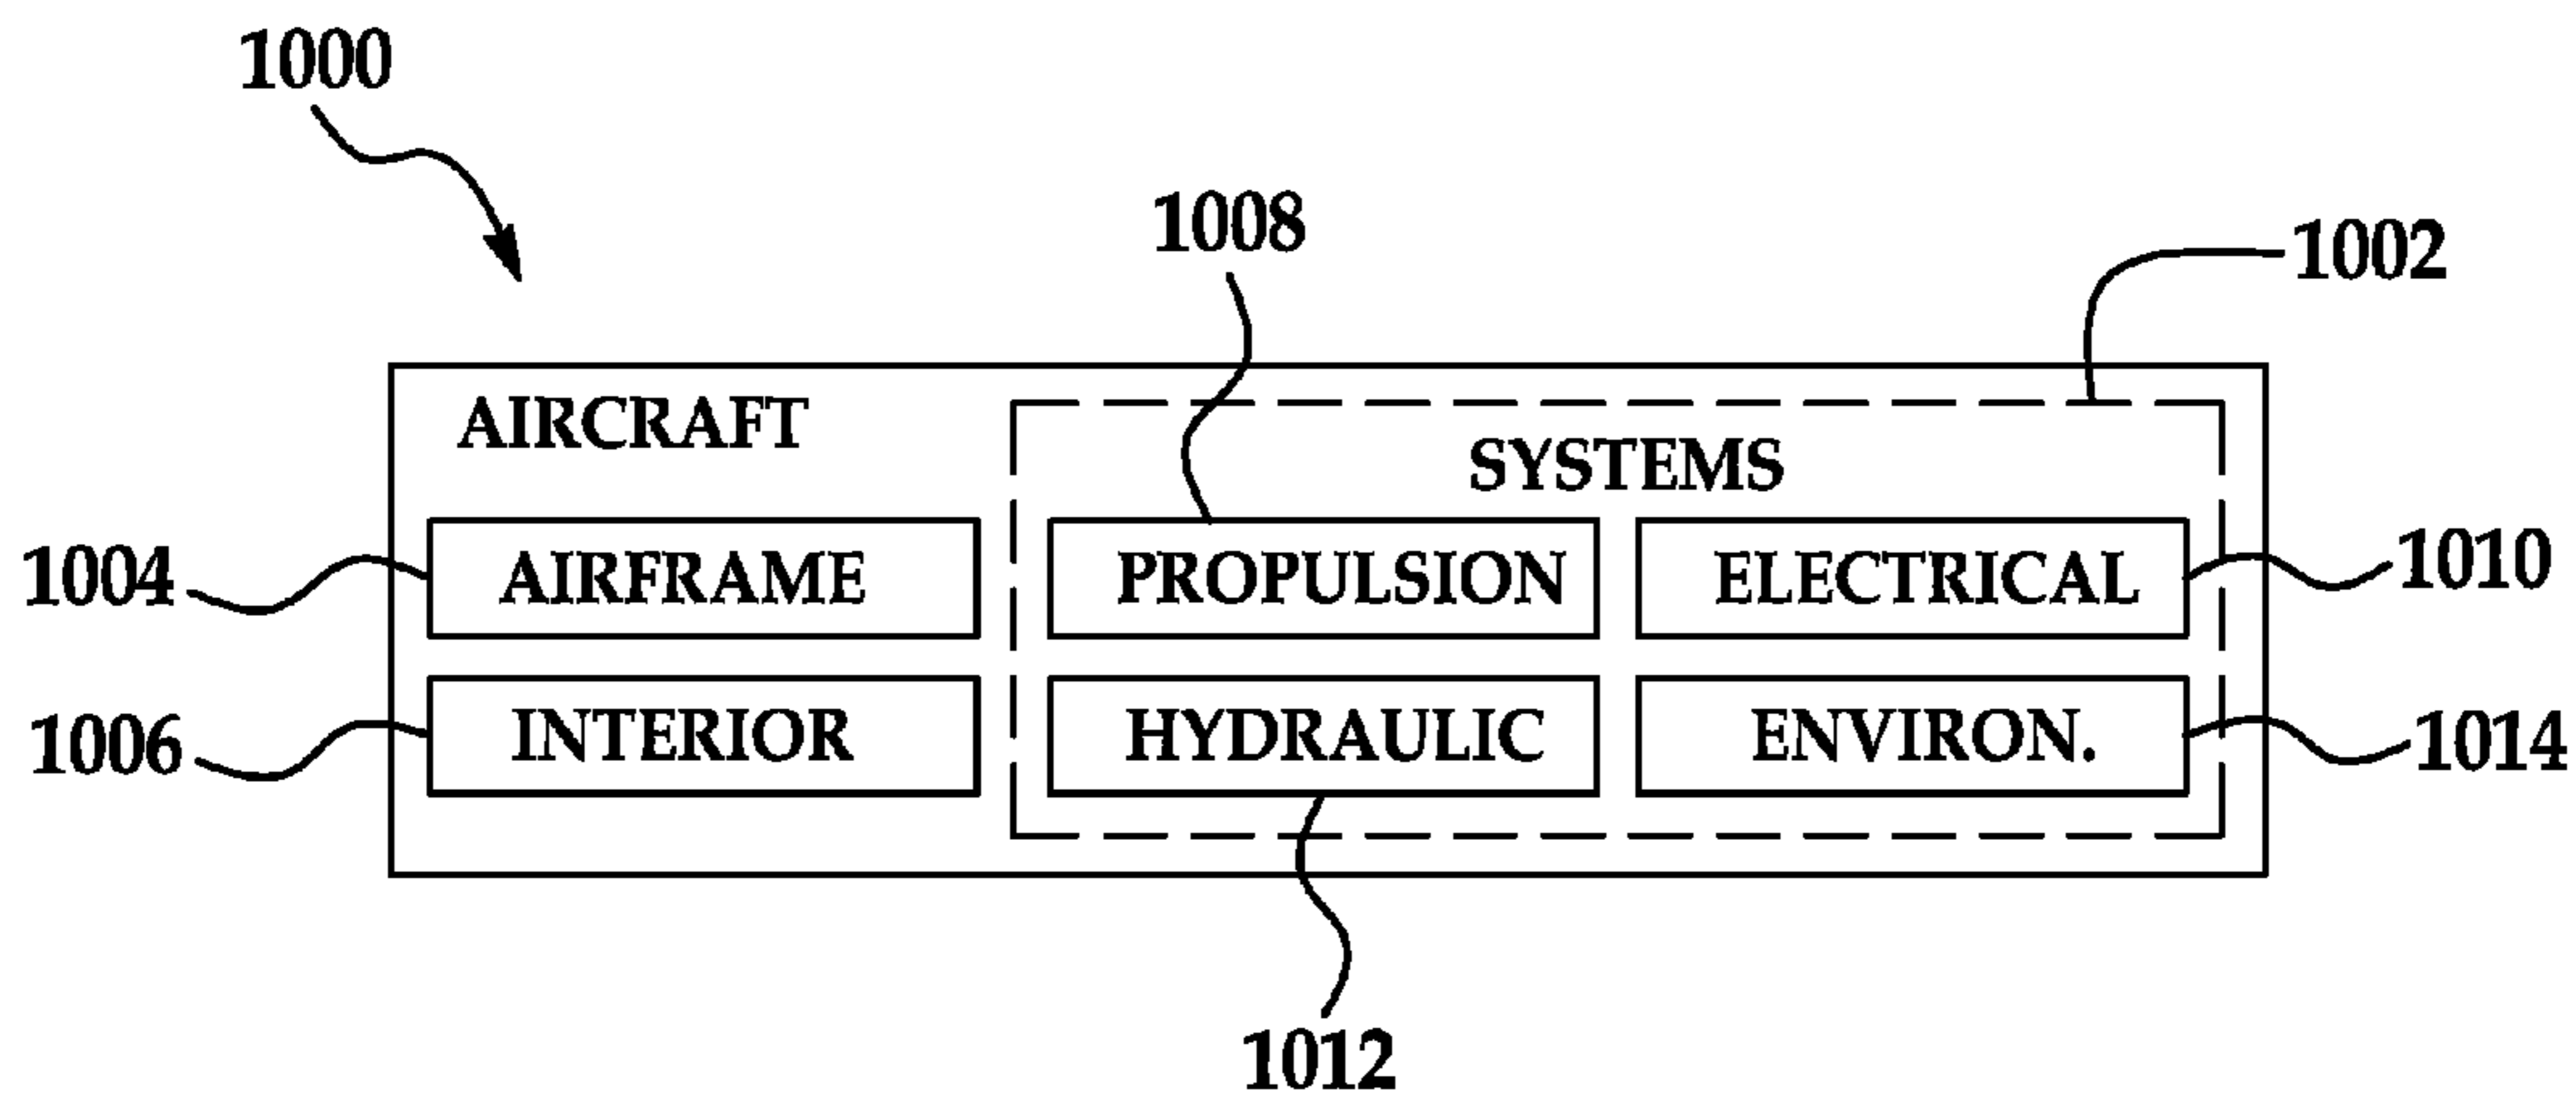 1000
1008
1002
AIRCRAFT
SYSTEMS
1004
AIRFRAME
PROPULSION
ELECTRICAL
1010
1006
INTERIOR
HYDRAULIC
ENVIRON.
1014
1012